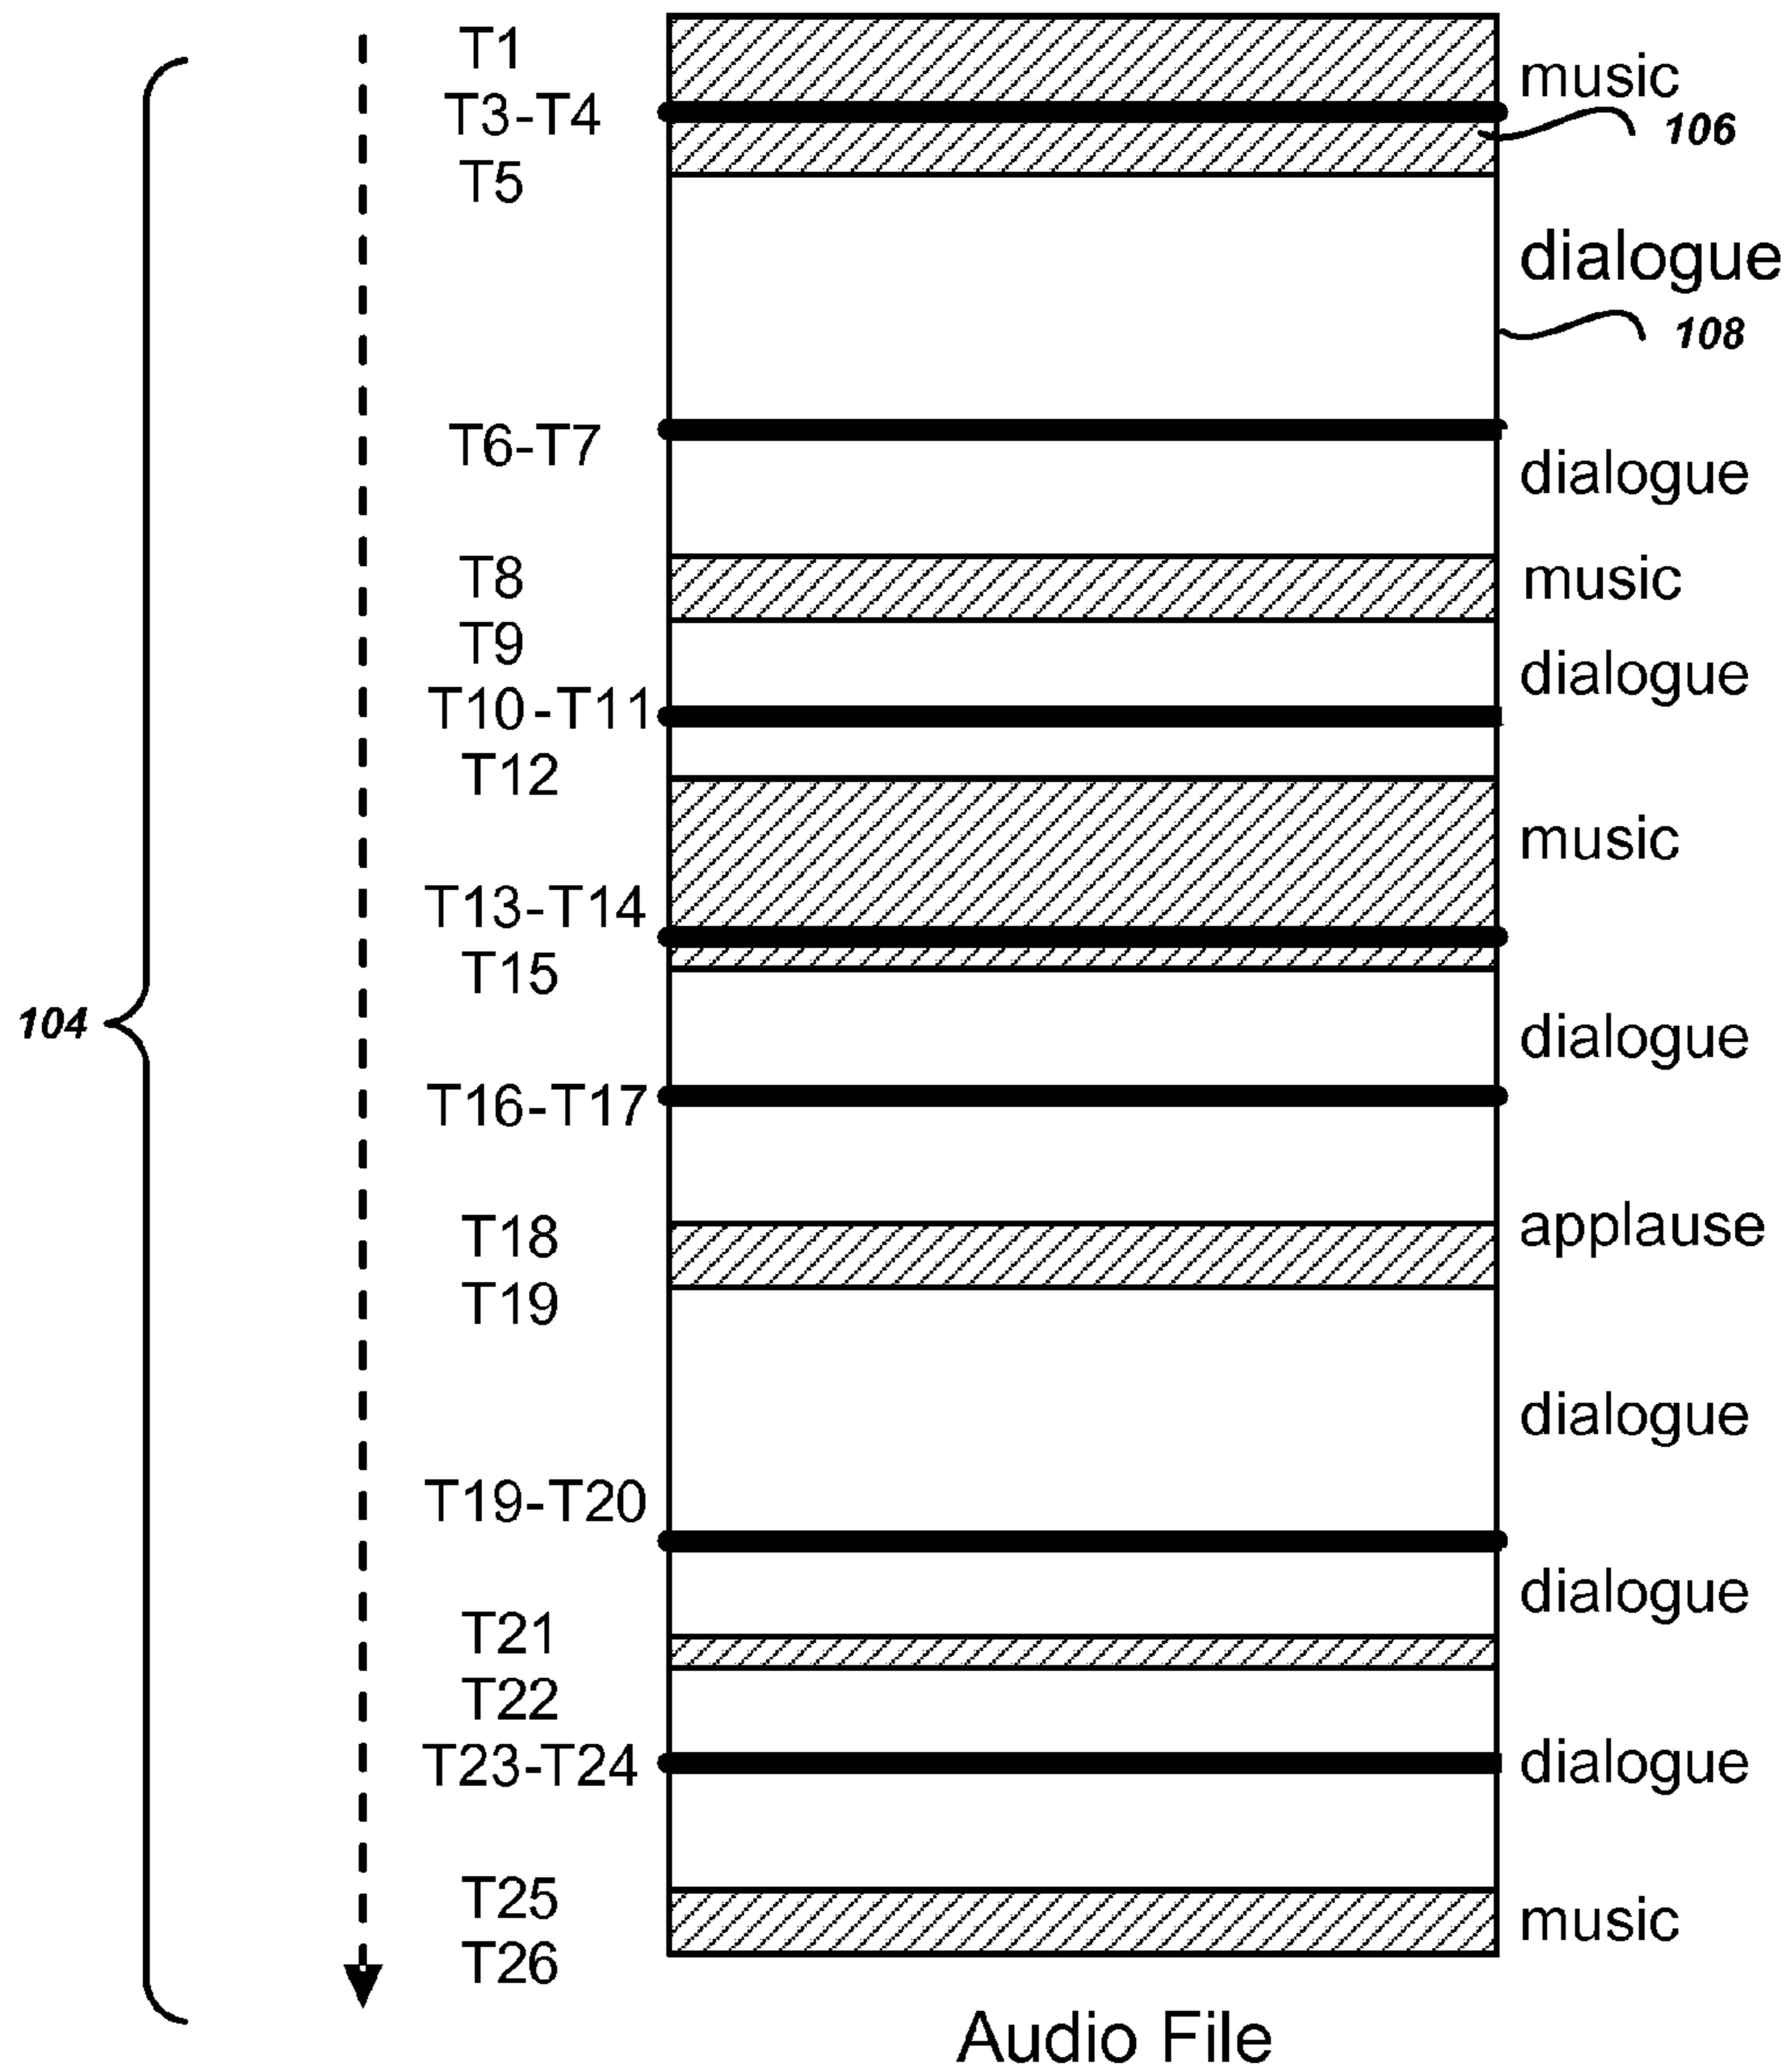 T1
music
T3-T4
106
T5
dialogue
108
T6-T7
dialogue
T8
music
T9
dialogue
T10-T11
T12
music
T13-T14
T15
104
dialogue
T16-T17
T18
applause
T19
dialogue
T19-T20
dialogue
T21
T22
T23-T24
dialogue
T25
music
T26
Audio File